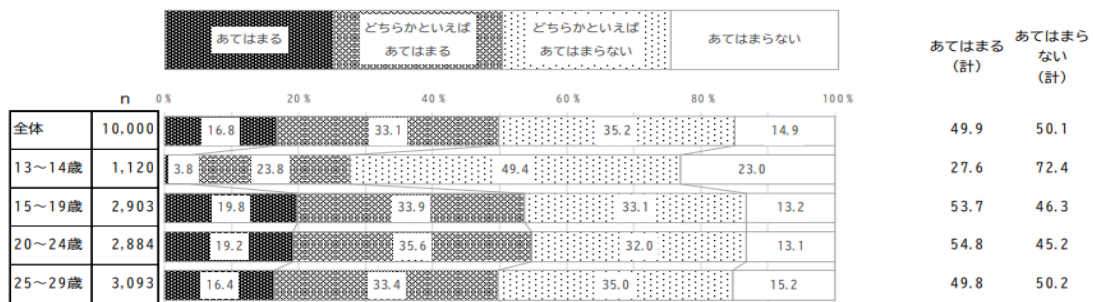 あてはまる
どちらかといえば
あてはまる
どちらかといえば
あてはまらない
あてはまらない
あてはまる
(計)
あてはまら
ない
(計)
n
0% 20% 40% 60% 80% 100%
全体 10,000 16.8 33.1 35.2 14.9 49.9 50.1
13～14歳 1,120 3.8 23.8 49.4 23.0 27.6 72.4
15～19歳 2,903 19.8 33.9 33.1 13.2 53.7 46.3
20～24歳 2,884 19.2 35.6 32.0 13.1 54.8 45.2
25～29歳 3,093 16.4 33.4 35.0 15.2 49.8 50.2